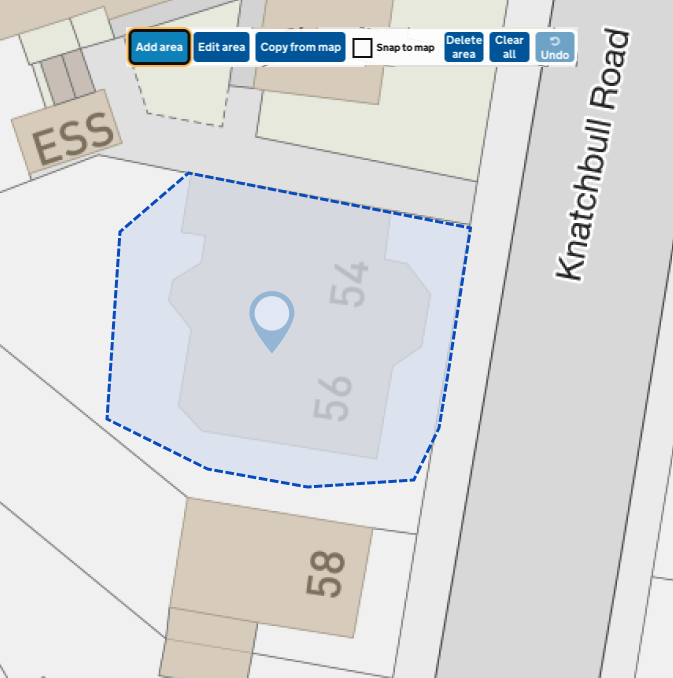 Add area
Edit area
Copy from map
Snap to map
Delete
area
Clear
all
Undo
Knatchbull Road
ESS
54
56
58